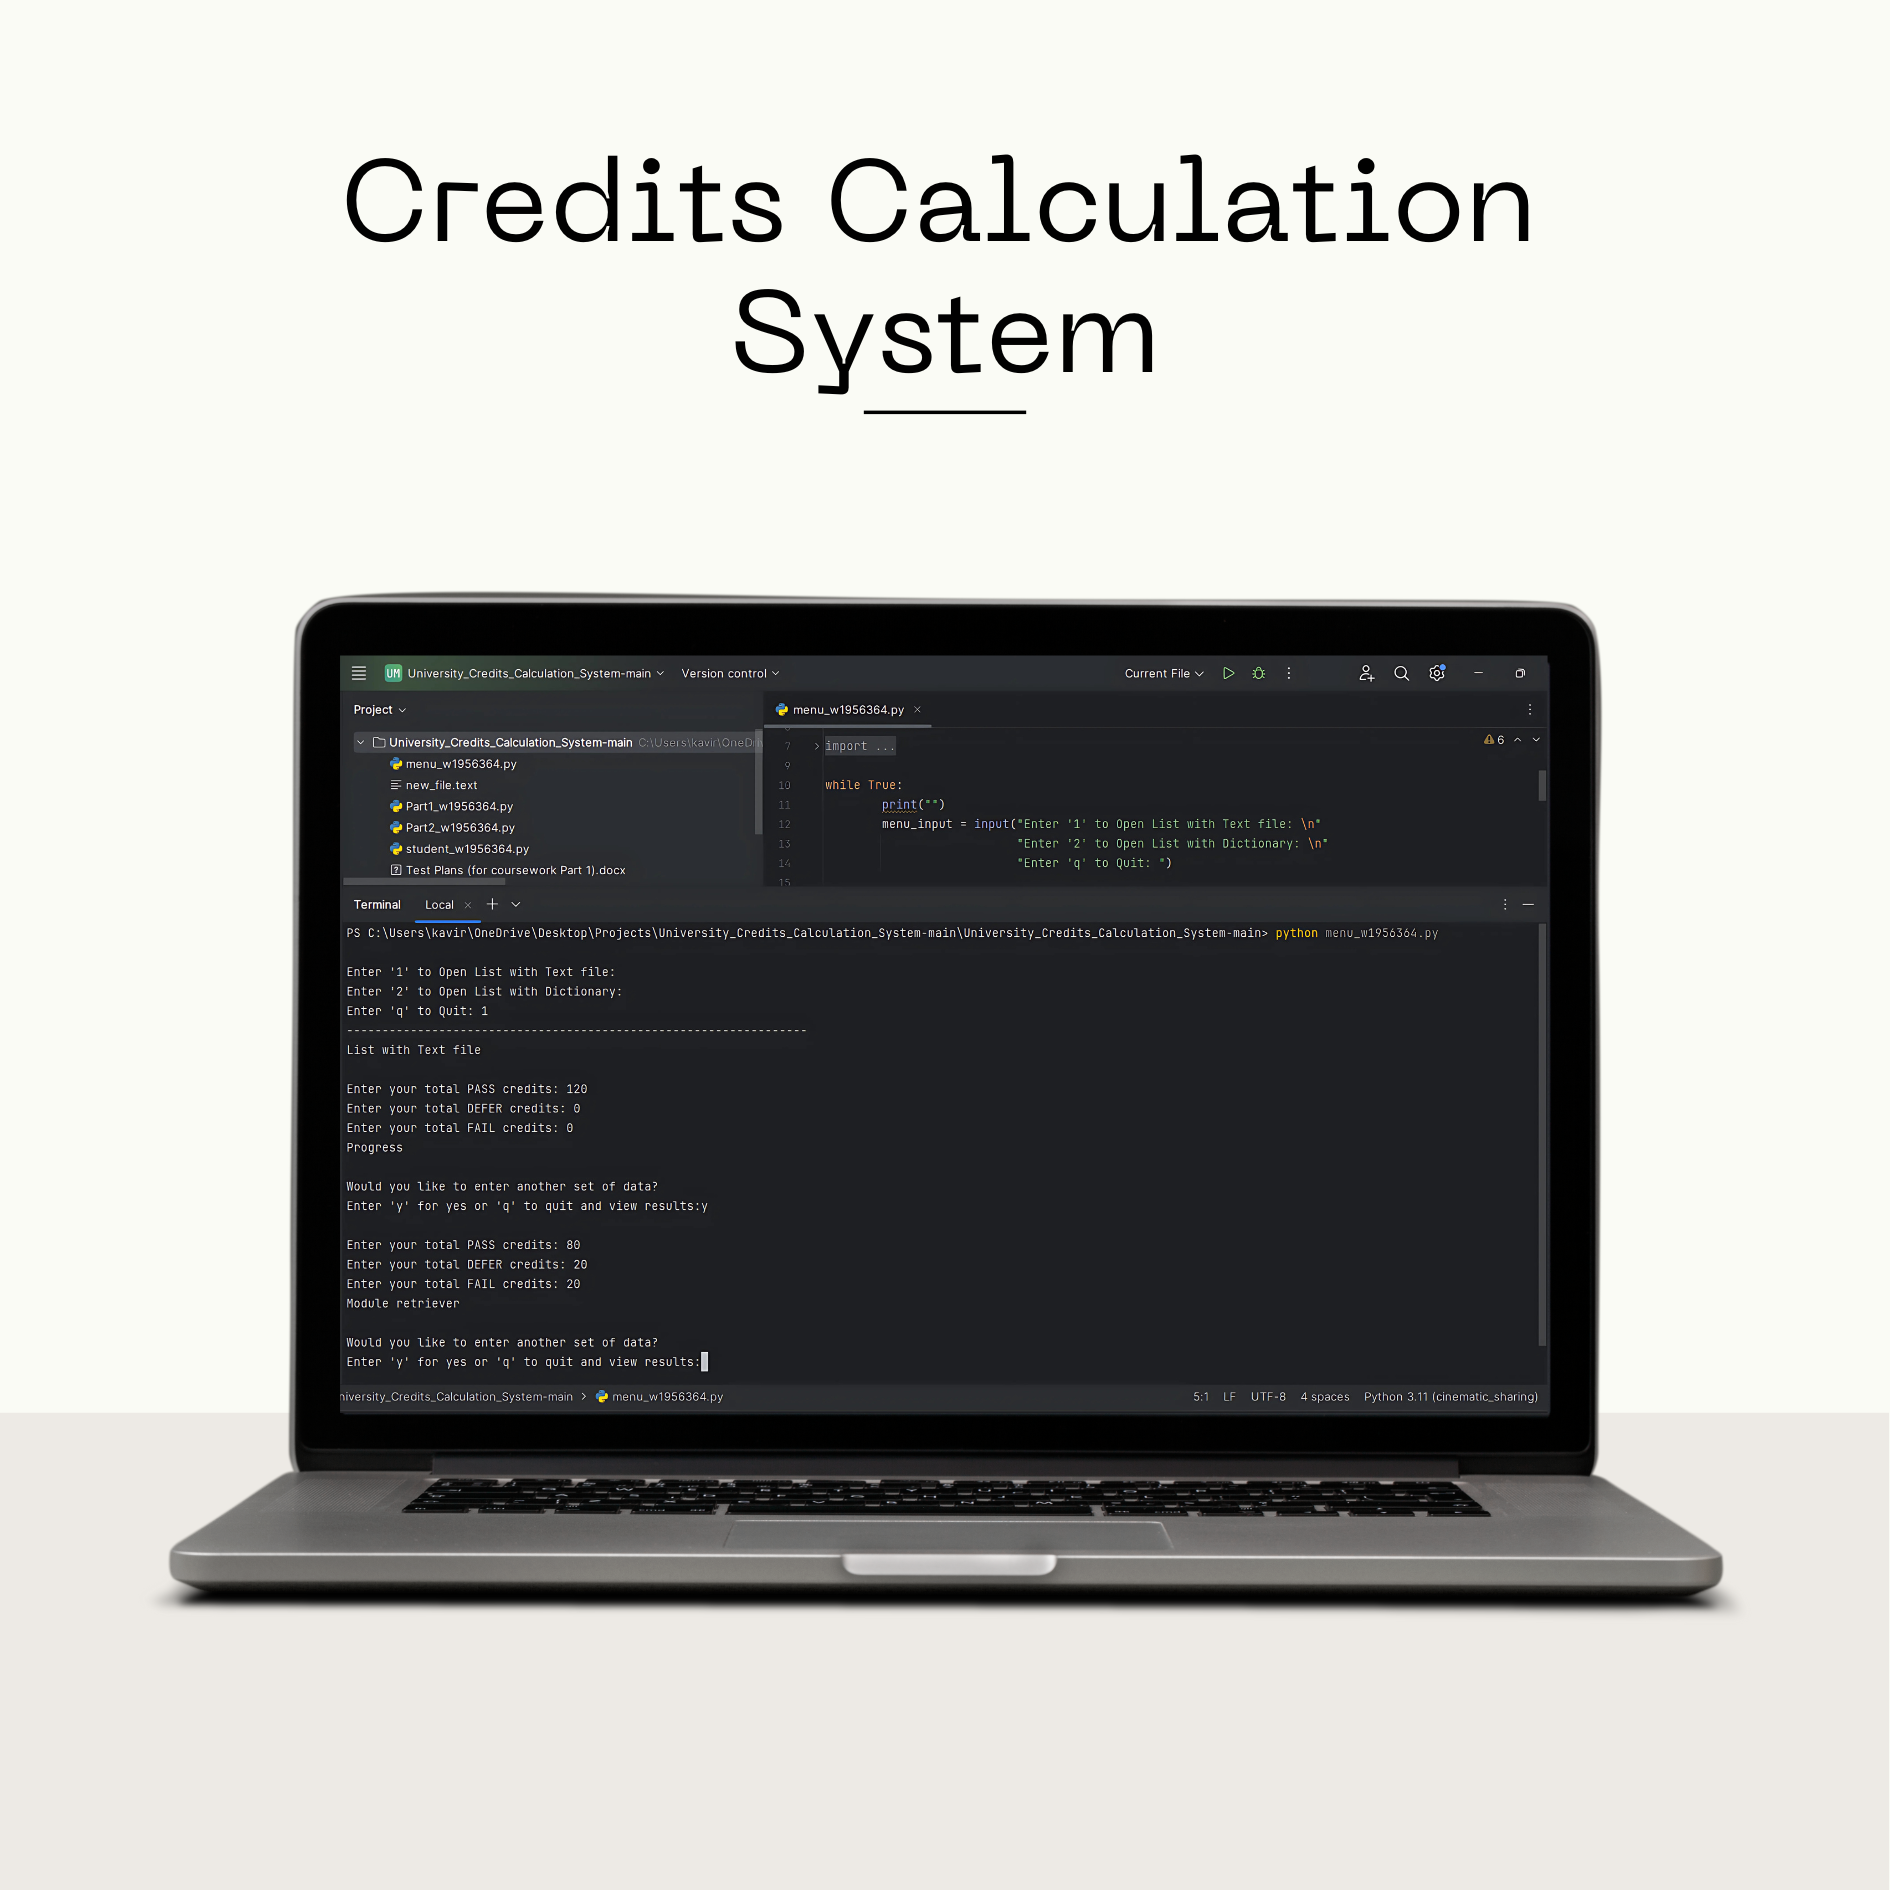 Credits Calculation
System
UM University_Credits_Calculation_System-main Version control Current File
Project
menu_w1956364.py
University_Credits_Calculation_System-main C:\Users\kavir\OneDri
menu_w1956364.py
new_file.text
Part1_w1956364.py
Part2_w1956364.py
student_w1956364.py
Test Plans (for coursework Part 1).docx
6
7 import ...
9
10 while True:
11 print("")
12 menu_input = input("Enter '1' to Open List with Text file: \n"
13 "Enter '2' to Open List with Dictionary: \n"
14 "Enter 'q' to Quit: ")
15
Terminal Local
PS C:\Users\kavir\OneDrive\Desktop\Projects\University_Credits_Calculation_System-main\University_Credits_Calculation_System-main> python menu_w1956364.py
Enter '1' to Open List with Text file:
Enter '2' to Open List with Dictionary:
Enter 'q' to Quit: 1
-----------------------------------------------------------------
List with Text file
Enter your total PASS credits: 120
Enter your total DEFER credits: 0
Enter your total FAIL credits: 0
Progress
Would you like to enter another set of data?
Enter 'y' for yes or 'q' to quit and view results:y
Enter your total PASS credits: 80
Enter your total DEFER credits: 20
Enter your total FAIL credits: 20
Module retriever
Would you like to enter another set of data?
Enter 'y' for yes or 'q' to quit and view results:
niversity_Credits_Calculation_System-main > menu_w1956364.py 5:1 LF UTF-8 4 spaces Python 3.11 (cinematic_sharing)